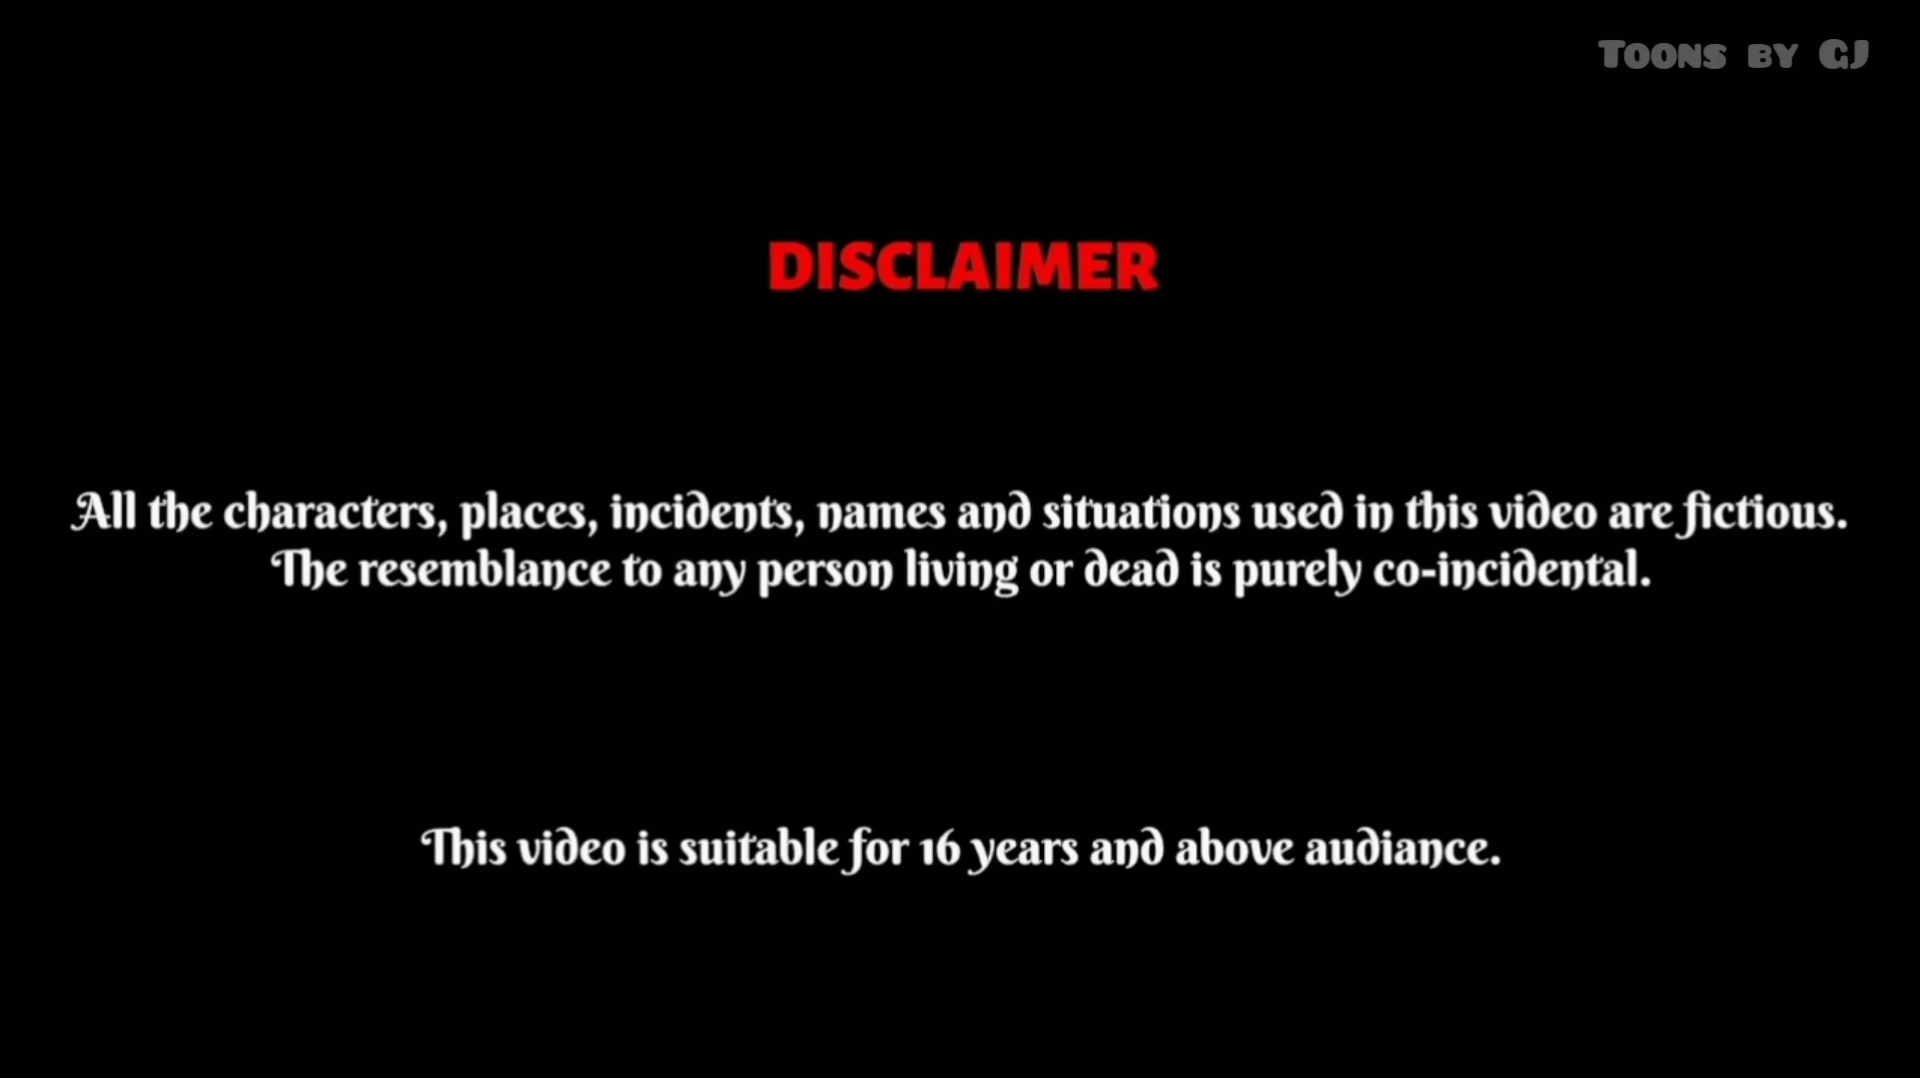 Toons by GJ
DISCLAIMER
All the characters, places, incidents, names and situations used in this video are fictious.
The resemblance to any person living or dead is purely co-incidental.
This video is suitable for 16 years and above audiance.